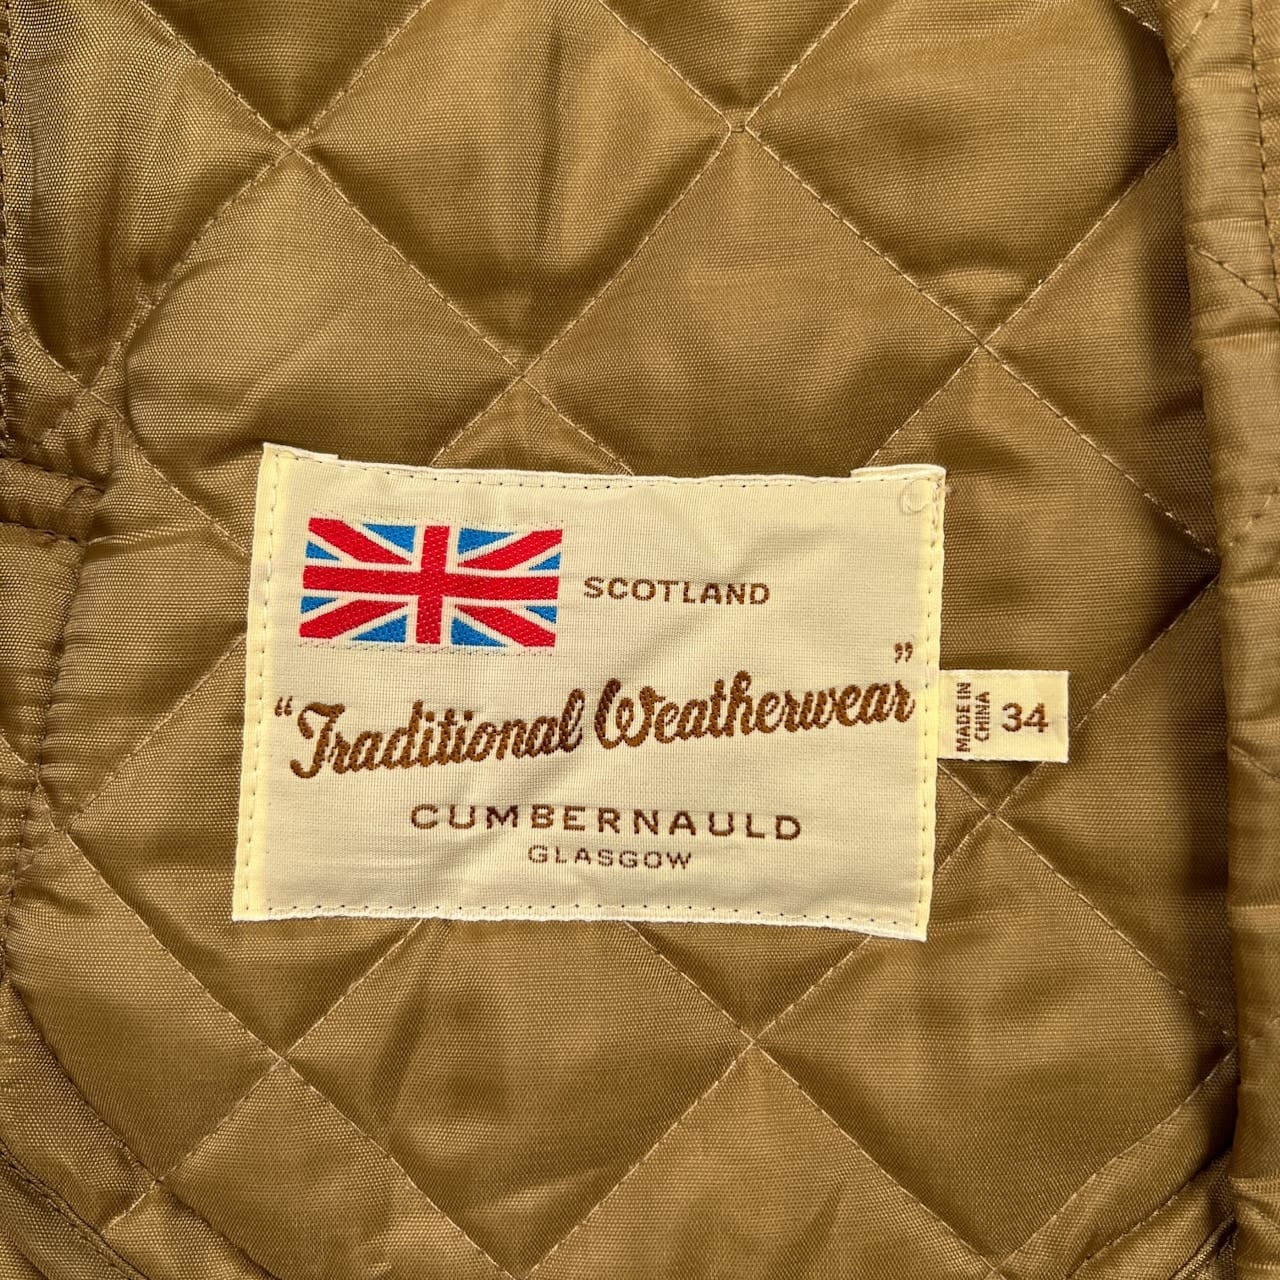 SCOTLAND
“Traditional Weatherwear”
CUMBERNAULD
GLASGOW
MADE IN
CHINA
34